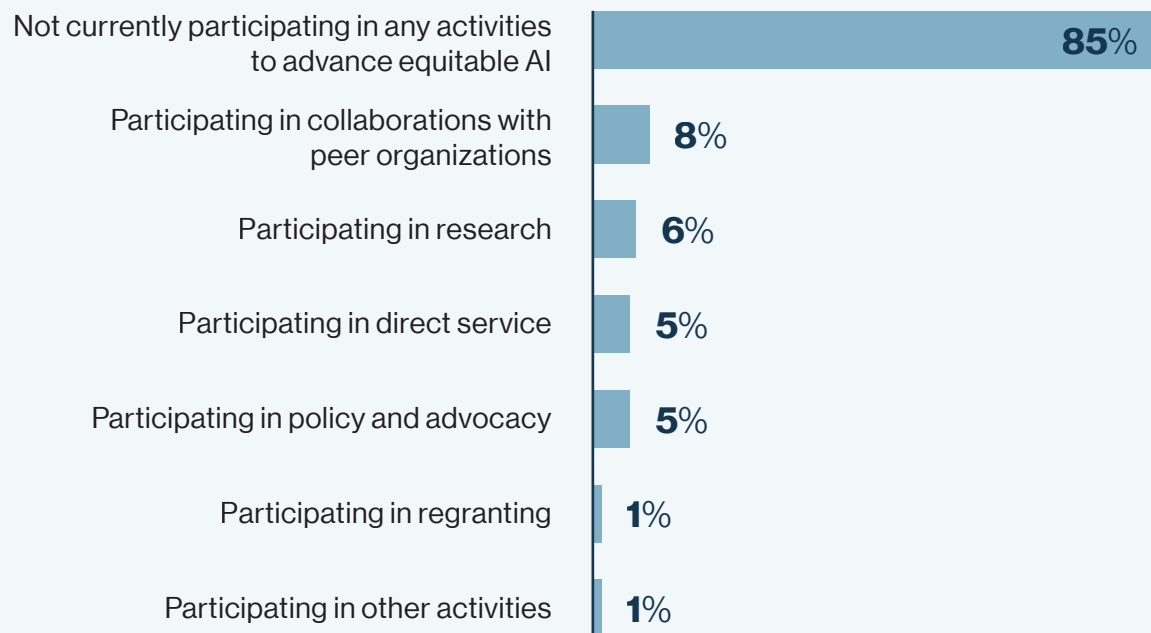 Not currently participating in any activities
to advance equitable AI
85%
Participating in collaborations with
peer organizations
8%
Participating in research
6%
Participating in direct service
5%
Participating in policy and advocacy
5%
Participating in regranting
1%
Participating in other activities
1%